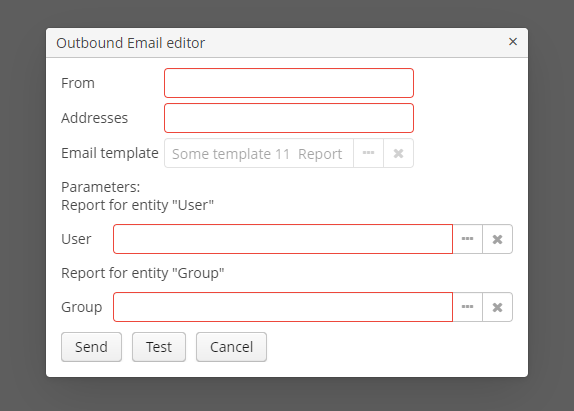 Outbound Email editor
From
Addresses
Email template Some template 11 Report
Parameters:
Report for entity "User"
User
Report for entity "Group"
Group
Send Test Cancel